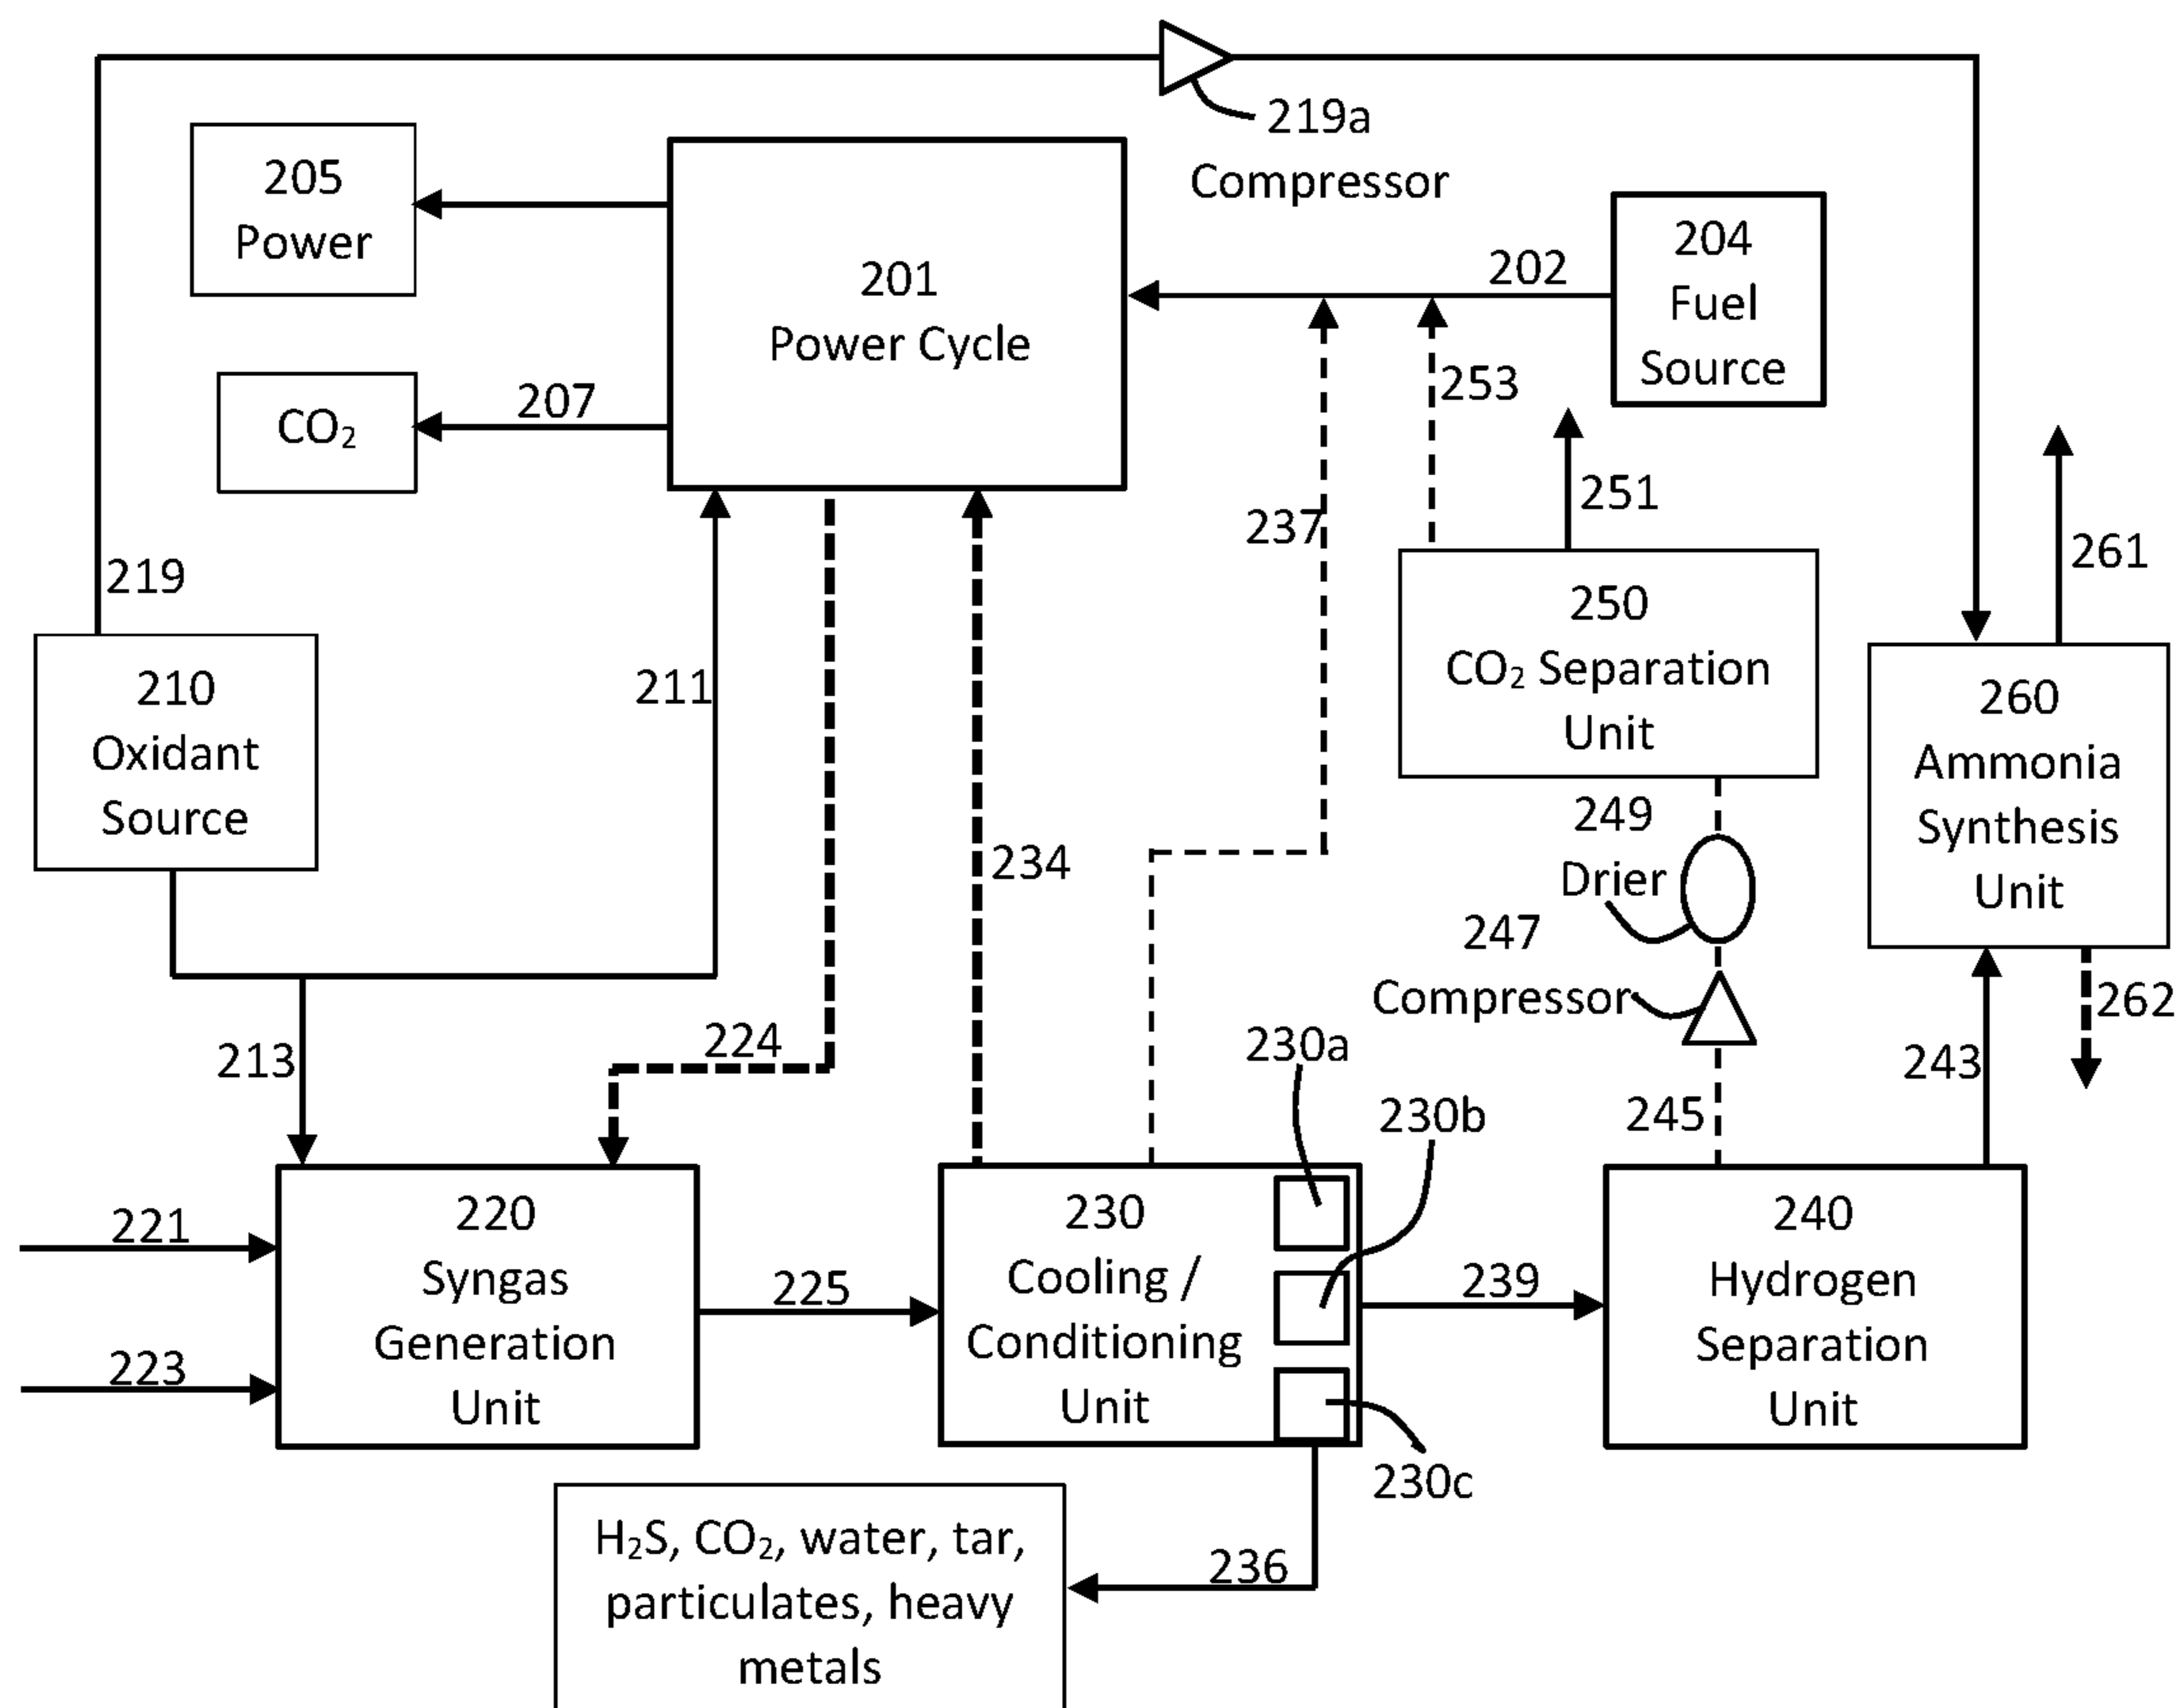 219a
Compressor
205
Power
201
Power Cycle
202
204
Fuel
Source
CO₂
207
253
251
237
261
219
210
Oxidant
Source
211
234
250
CO₂ Separation
Unit
260
Ammonia
Synthesis
Unit
249
Drier
247
Compressor
262
213
224
230a
230b
245
243
221
223
220
Syngas
Generation
Unit
225
230
Cooling /
Conditioning
Unit
239
240
Hydrogen
Separation
Unit
230c
H₂S, CO₂, water, tar,
particulates, heavy
metals
236